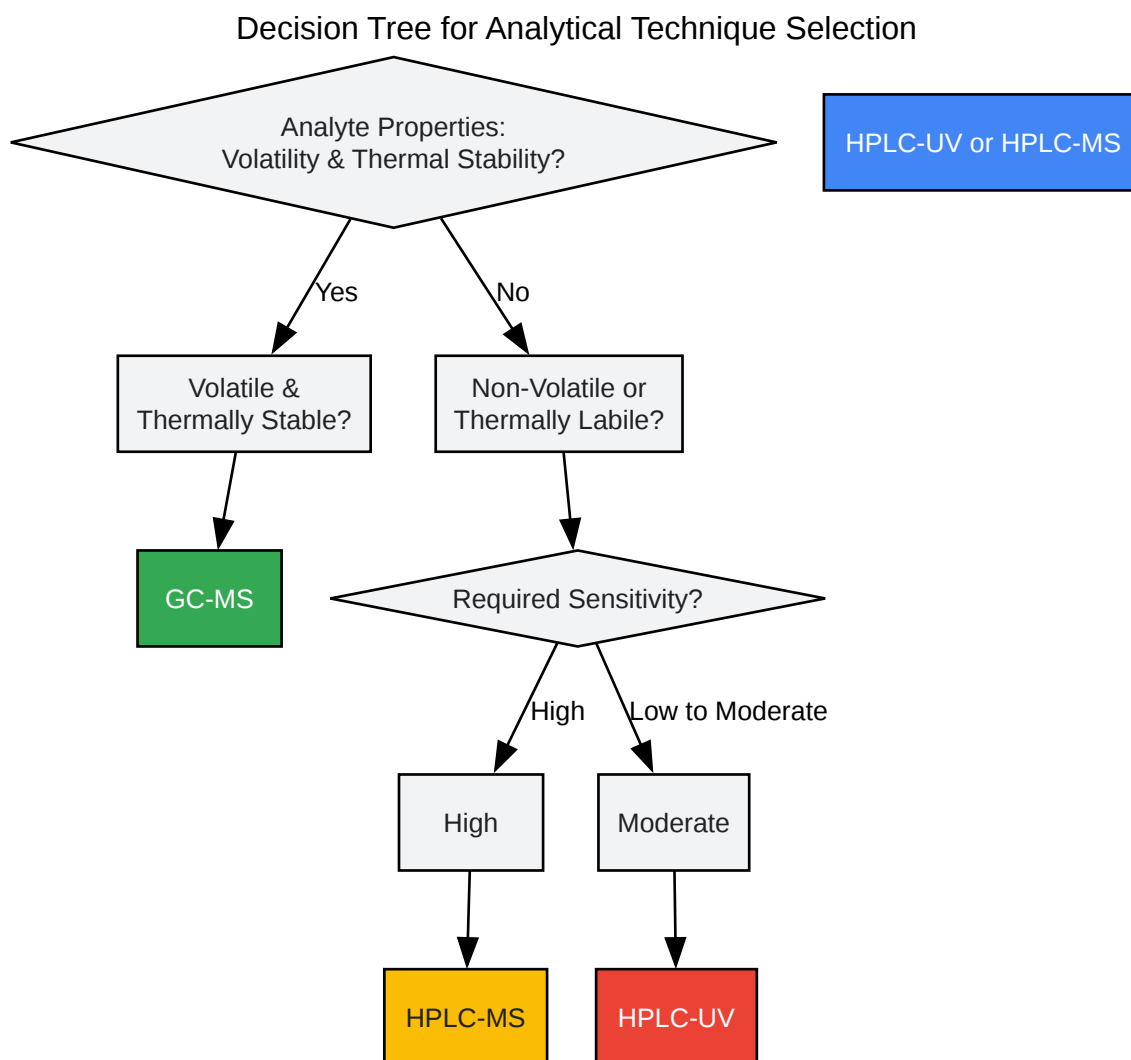 Decision Tree for Analytical Technique Selection
Analyte Properties:
Volatility & Thermal Stability?
HPLC-UV or HPLC-MS
Yes
No
Volatile &
Thermally Stable?
Non-Volatile or
Thermally Labile?
GC-MS
Required Sensitivity?
High
Low to Moderate
High
Moderate
HPLC-MS
HPLC-UV